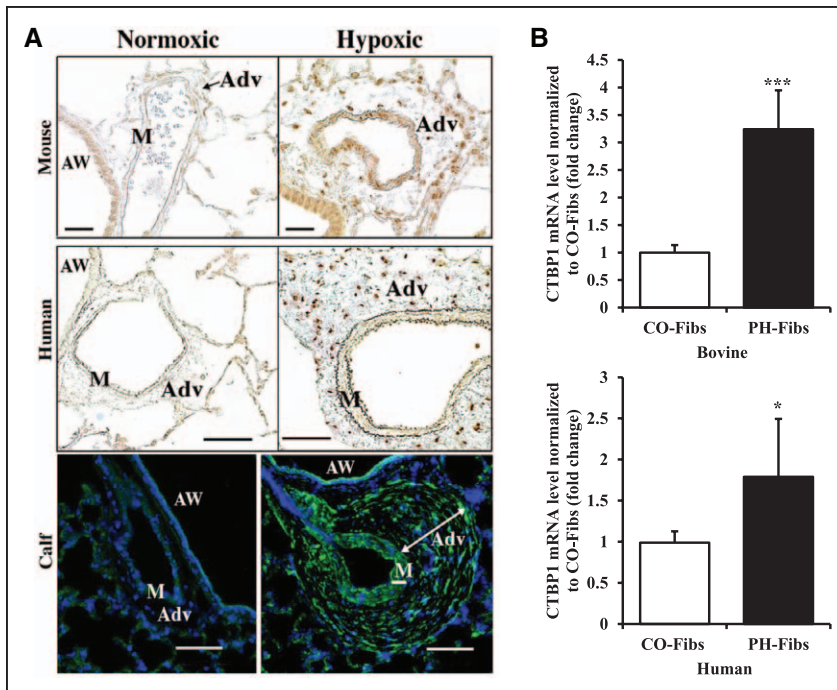 A
Normoxic
Hypoxic
Mouse
Adv
M
AW
Adv
Human
AW
M
Adv
Adv
M
Calf
AW
M
Adv
AW
Adv
M
B
CTBP1 mRNA level normalized
to CO-Fibs (fold change)
4.5
4
3.5
3
2.5
2
1.5
1
0.5
0
***
CO-Fibs
PH-Fibs
Bovine
CTBP1 mRNA level normalized
to CO-Fibs (fold change)
3
2.5
2
1.5
1
0.5
0
*
CO-Fibs
PH-Fibs
Human